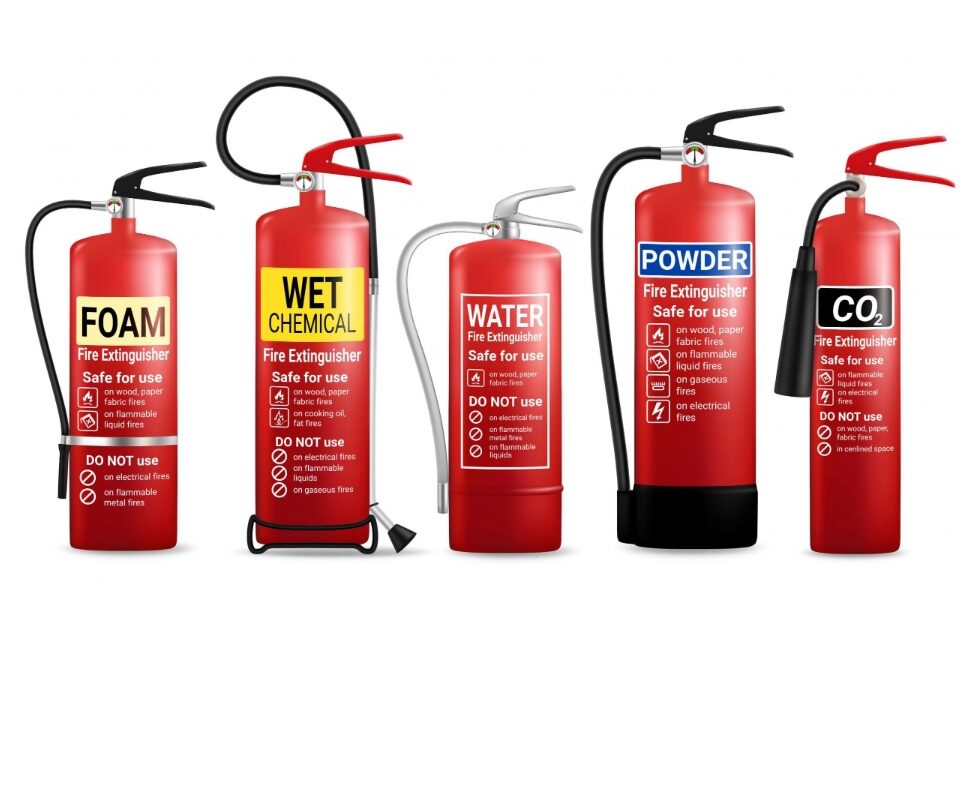 FOAM
Fire Extinguisher
Safe for use
on wood, paper
fabric fires
on flammable
liquid fires
DO NOT use
on electrical fires
on flammable
metal fires
WET
CHEMICAL
Fire Extinguisher
Safe for use
on wood, paper
fabric fires
on cooking oil,
fat fires
DO NOT use
on electrical fires
on flammable
liquids
on gaseous fires
WATER
Fire Extinguisher
Safe for use
on wood, paper
fabric fires
DO NOT use
on electrical fires
on flammable
metal fires
on flammable
liquids
POWDER
Fire Extinguisher
Safe for use
on wood, paper
fabric fires
on flammable
liquid fires
on gaseous
fires
on electrical
fires
CO2
Fire Extinguisher
Safe for use
on flammable
liquid fires
on electrical
fires
DO NOT use
on wood, paper,
fabric fires
in cenlined space